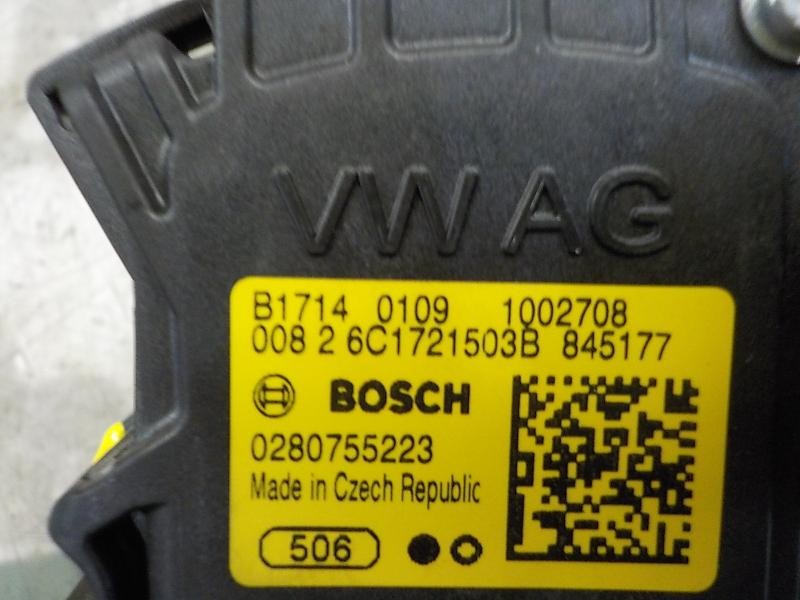 VW AG
B1714 0109 1002708
008 2 6C1721503B 845177
BOSCH
0280755223
Made in Czech Republic
506